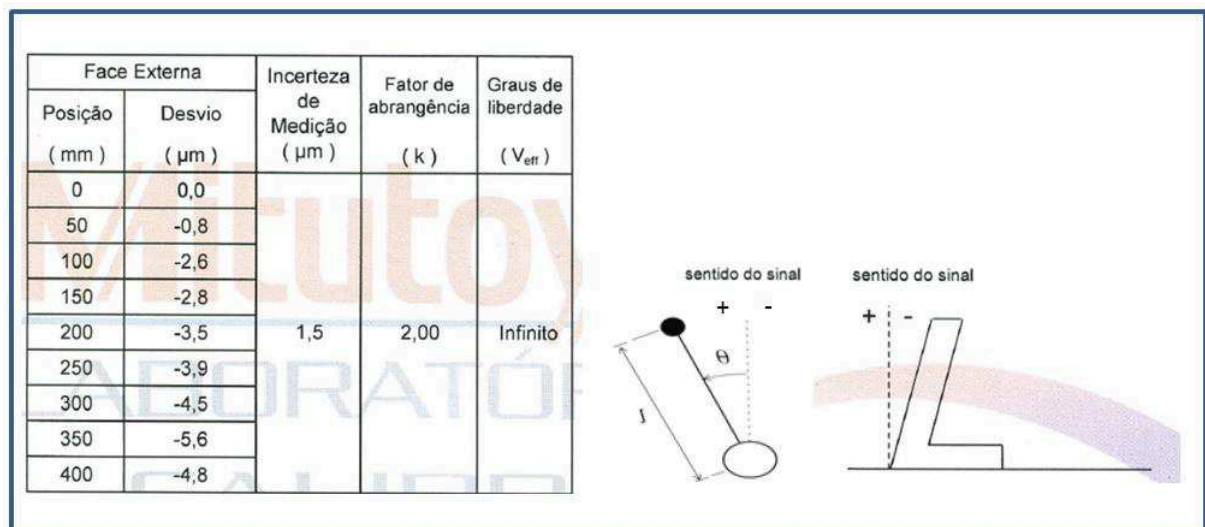 Face Externa
Incerteza de Medição ( µm )
Fator de abrangência ( k )
Graus de liberdade ( Veff )
Posição ( mm )
Desvio ( µm )
0 0,0
50 -0,8
100 -2,6
150 -2,8
200 -3,5 1,5 2,00 Infinito
250 -3,9
300 -4,5
350 -5,6
400 -4,8
Mitutoy
LABORATÓR
sentido do sinal
+ -
θ
J
sentido do sinal
+ -